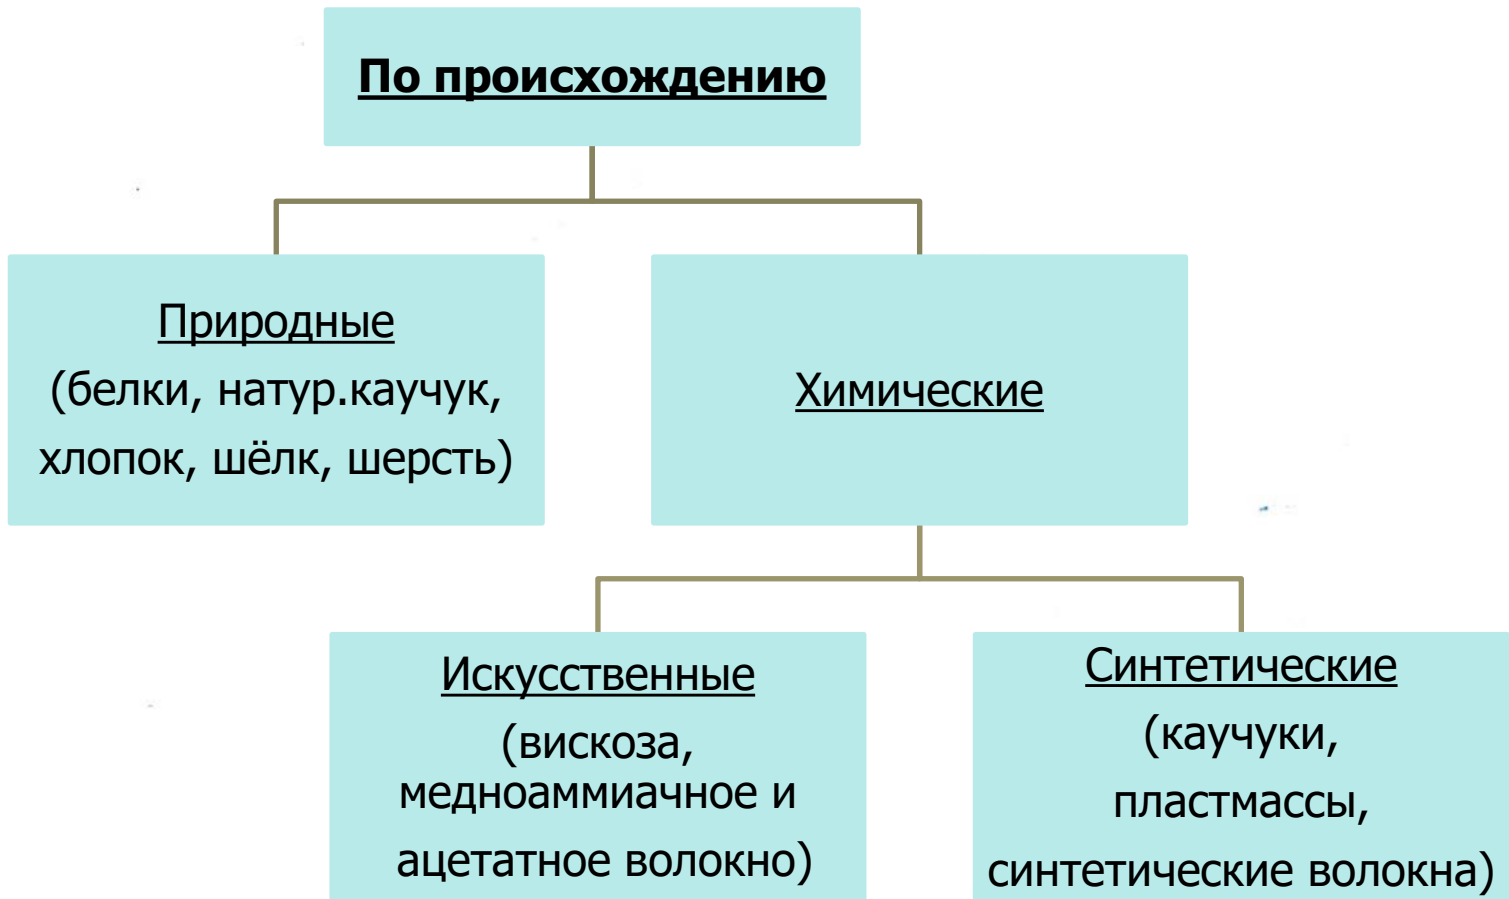 По происхождению
Природные
(белки, натур.каучук,
хлопок, шёлк, шерсть)
Химические
Искусственные
(вискоза,
медноаммиачное и
ацетатное волокно)
Синтетические
(каучуки,
пластмассы,
синтетические волокна)